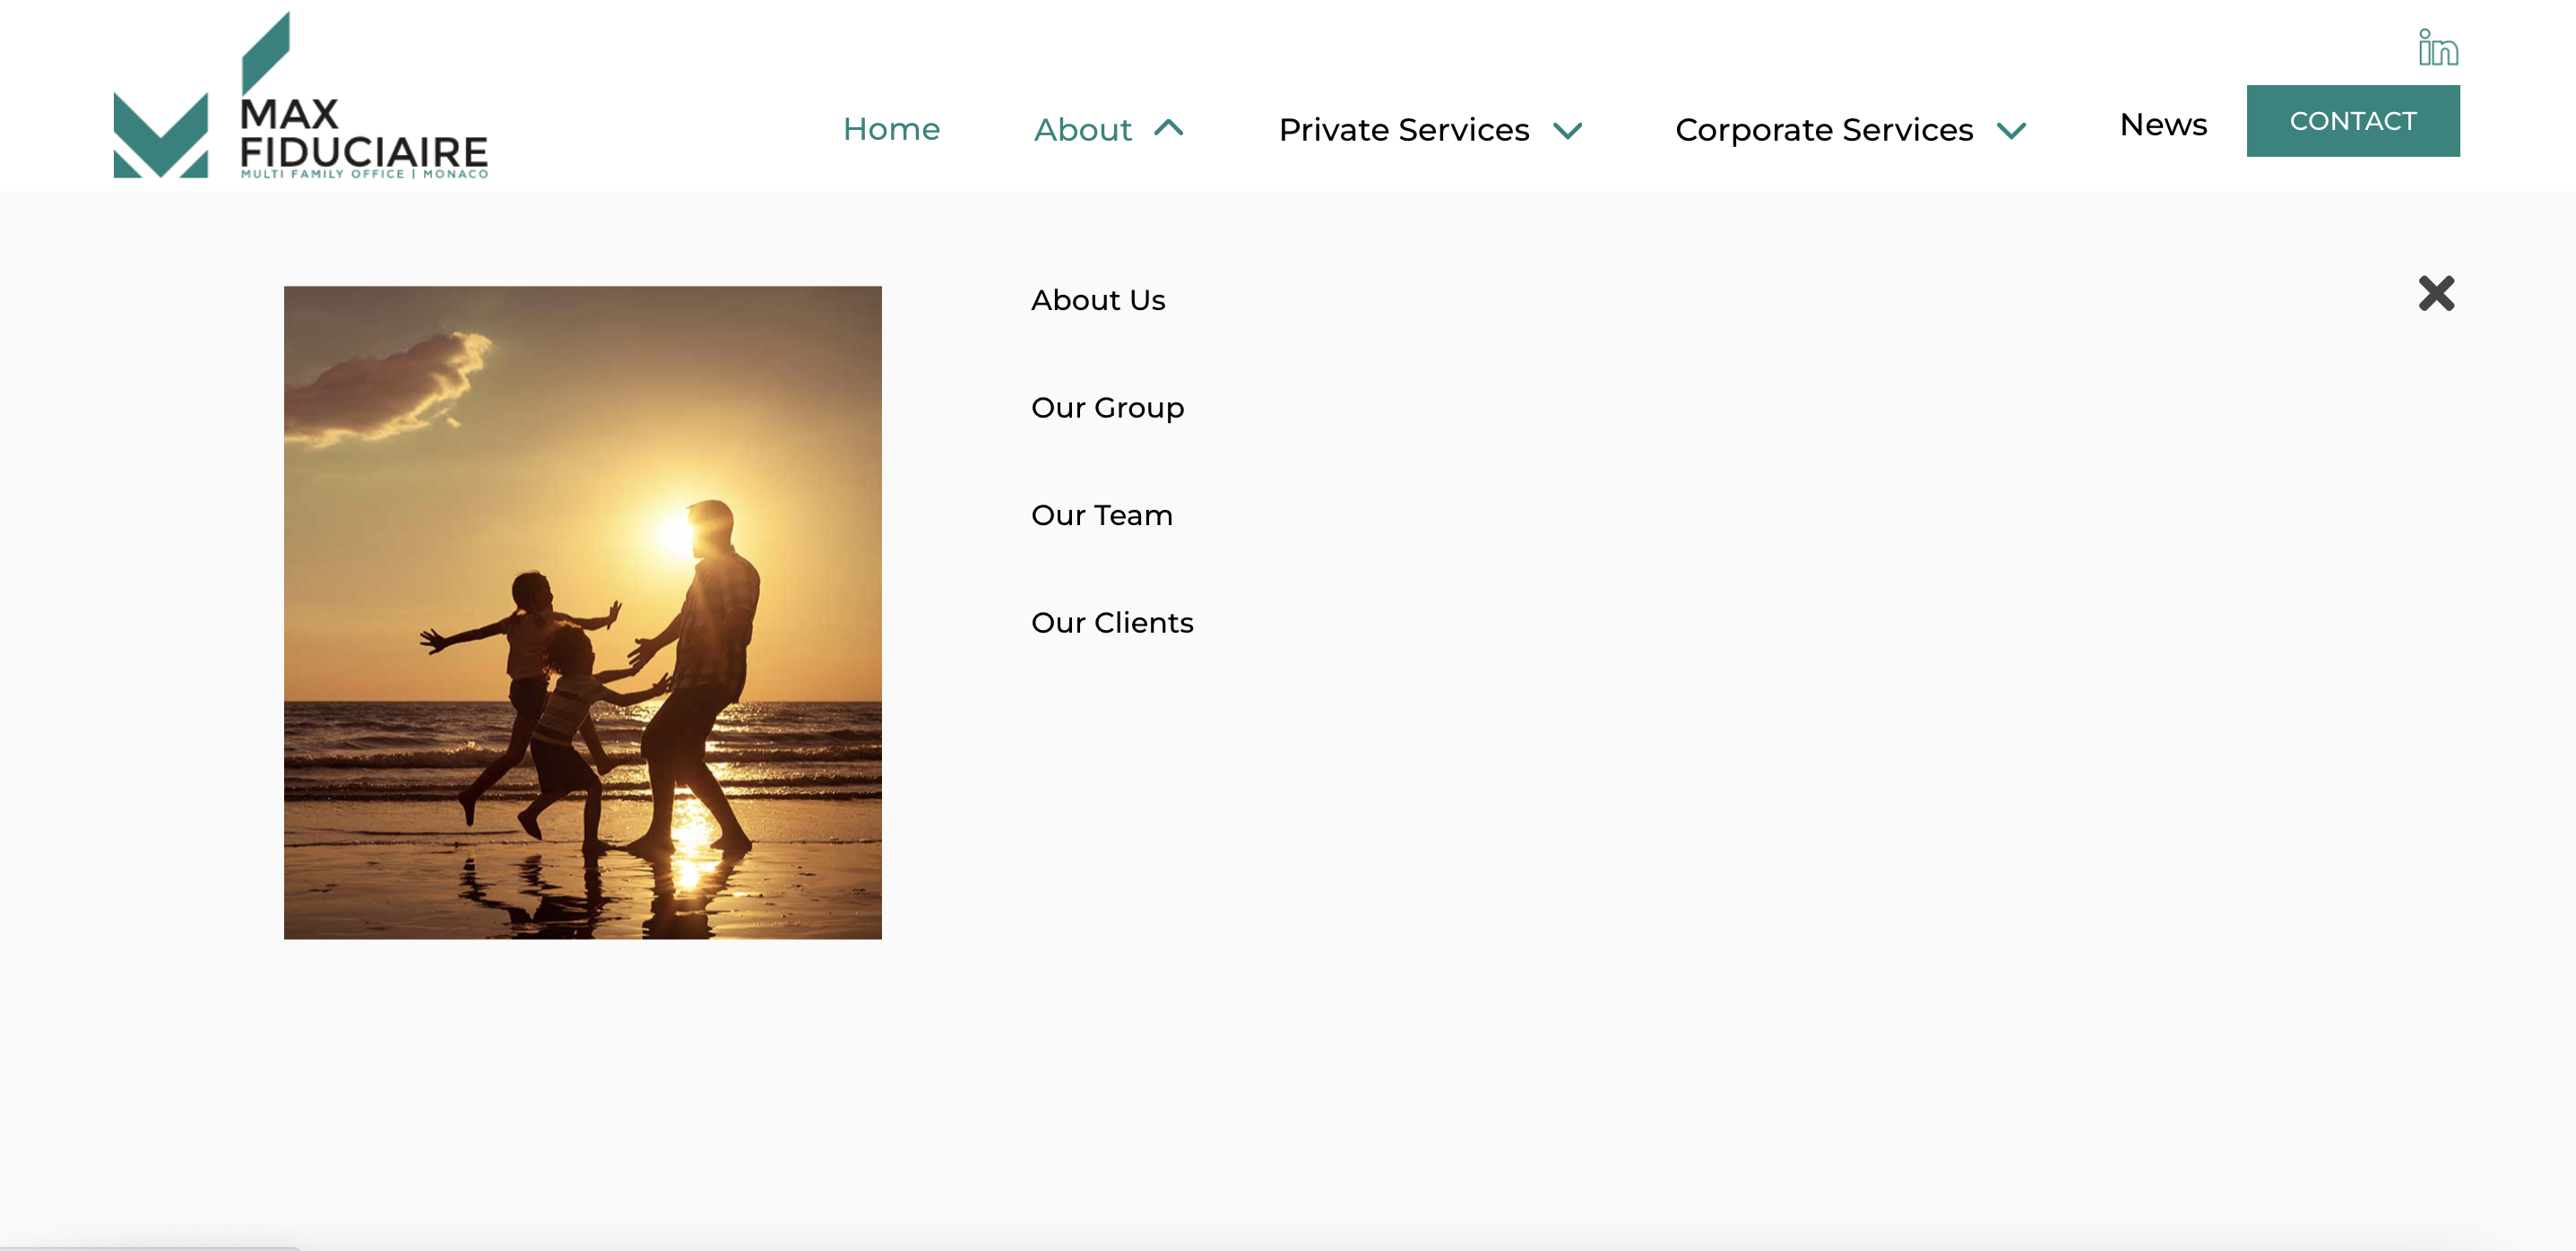 MAX
FIDUCIAIRE
MULTI FAMILY OFFICE | MONACO
in
Home
About
Private Services
Corporate Services
News
CONTACT
About Us
Our Group
Our Team
Our Clients